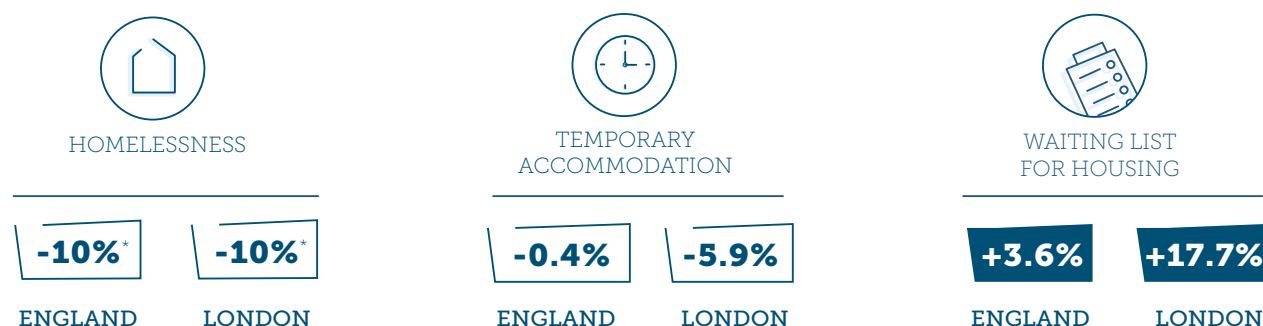 HOMELESSNESS
-10%*
-10%*
ENGLAND
LONDON
TEMPORARY
ACCOMMODATION
-0.4%
-5.9%
ENGLAND
LONDON
WAITING LIST
FOR HOUSING
+3.6%
+17.7%
ENGLAND
LONDON